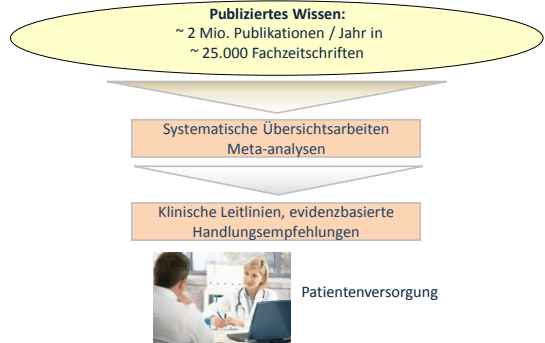 Publiziertes Wissen:
~ 2 Mio. Publikationen / Jahr in
~ 25.000 Fachzeitschriften
Systematische Übersichtsarbeiten
Meta-analysen
Klinische Leitlinien, evidenzbasierte
Handlungsempfehlungen
Patientenversorgung